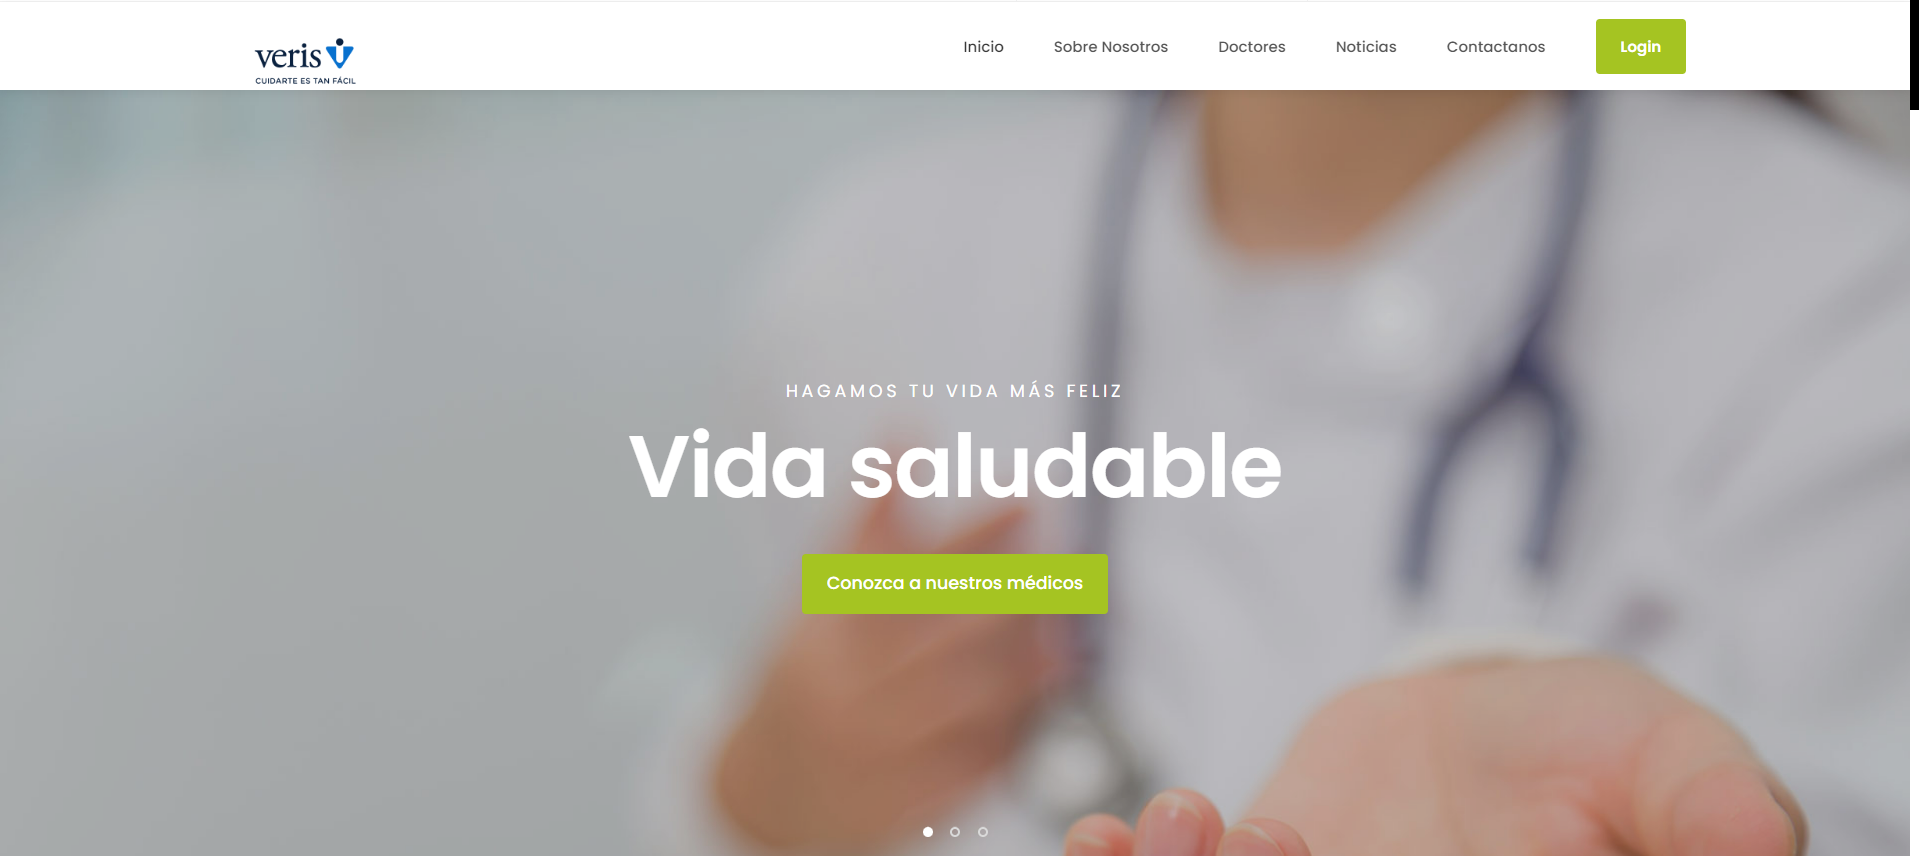 veris
CUIDARTE ES TAN FÁCIL
Inicio
Sobre Nosotros
Doctores
Noticias
Contactanos
Login
HAGAMOS TU VIDA MÁS FELIZ
Vida saludable
Conozca a nuestros médicos